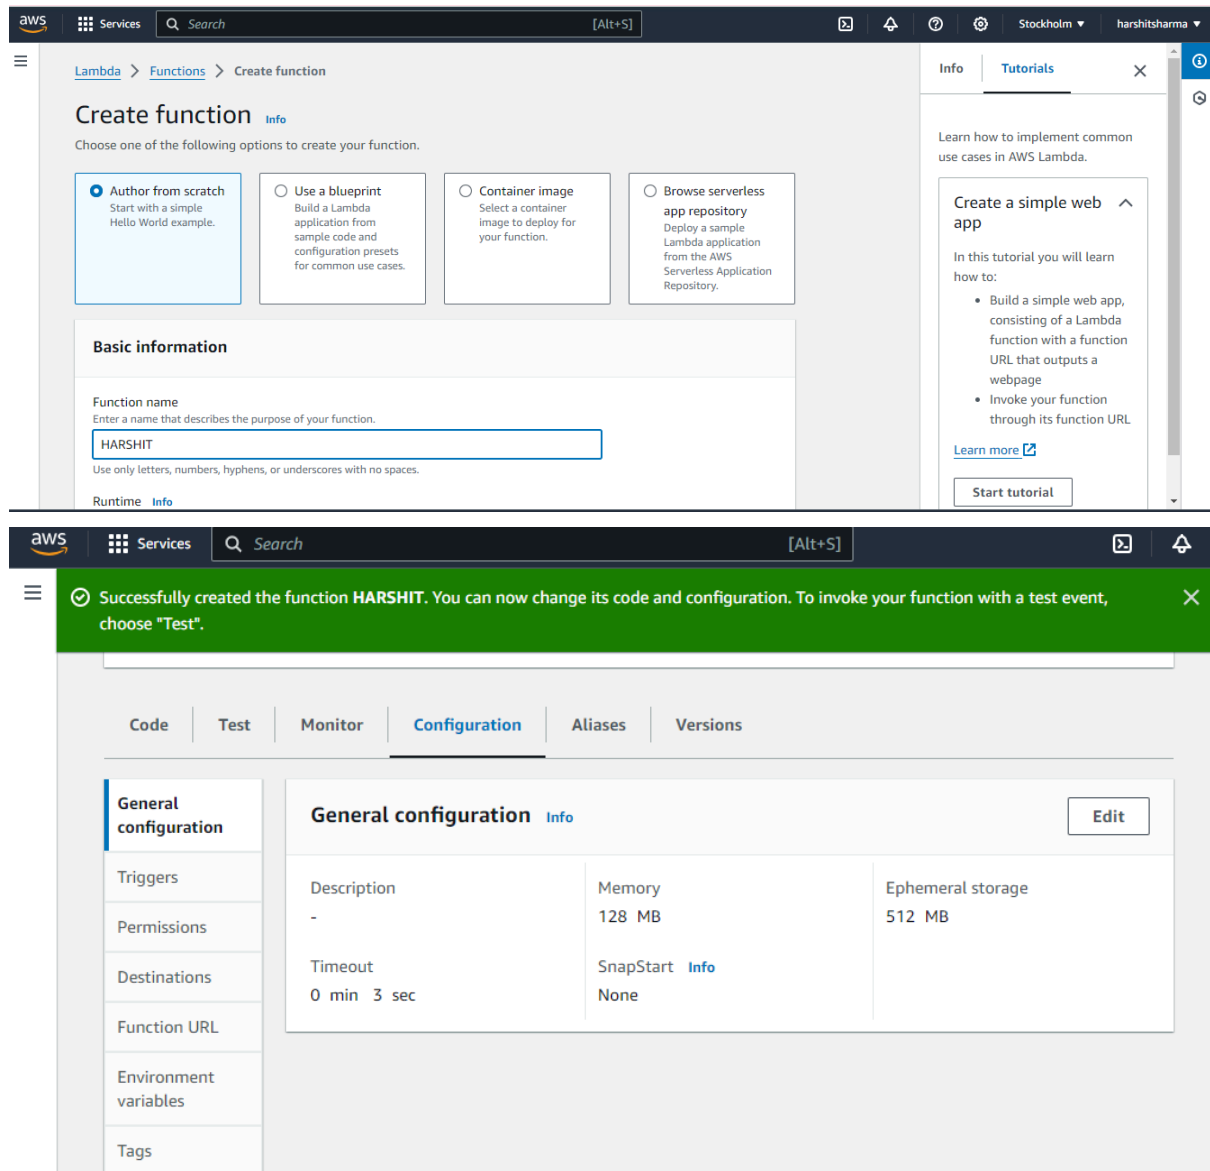 aws Services Search [Alt+S] Stockholm ▼ harshitsharma ▼
Lambda > Functions > Create function
Create function Info
Choose one of the following options to create your function.
Author from scratch
Start with a simple
Hello World example.
Use a blueprint
Build a Lambda
application from
sample code and
configuration presets
for common use cases.
Container image
Select a container
image to deploy for
your function.
Browse serverless
app repository
Deploy a sample
Lambda application
from the AWS
Serverless Application
Repository.
Basic information
Function name
Enter a name that describes the purpose of your function.
HARSHIT
Use only letters, numbers, hyphens, or underscores with no spaces.
Runtime Info
Info Tutorials
Learn how to implement common
use cases in AWS Lambda.
Create a simple web
app
In this tutorial you will learn
how to:
• Build a simple web app,
consisting of a Lambda
function with a function
URL that outputs a
webpage
• Invoke your function
through its function URL
Learn more
Start tutorial
aws Services Search [Alt+S]
Successfully created the function HARSHIT. You can now change its code and configuration. To invoke your function with a test event,
choose "Test".
Code Test Monitor Configuration Aliases Versions
General
configuration
Triggers
Permissions
Destinations
Function URL
Environment
variables
Tags
General configuration Info
Edit
Description
-
Memory
128 MB
Ephemeral storage
512 MB
Timeout
0 min 3 sec
SnapStart Info
None